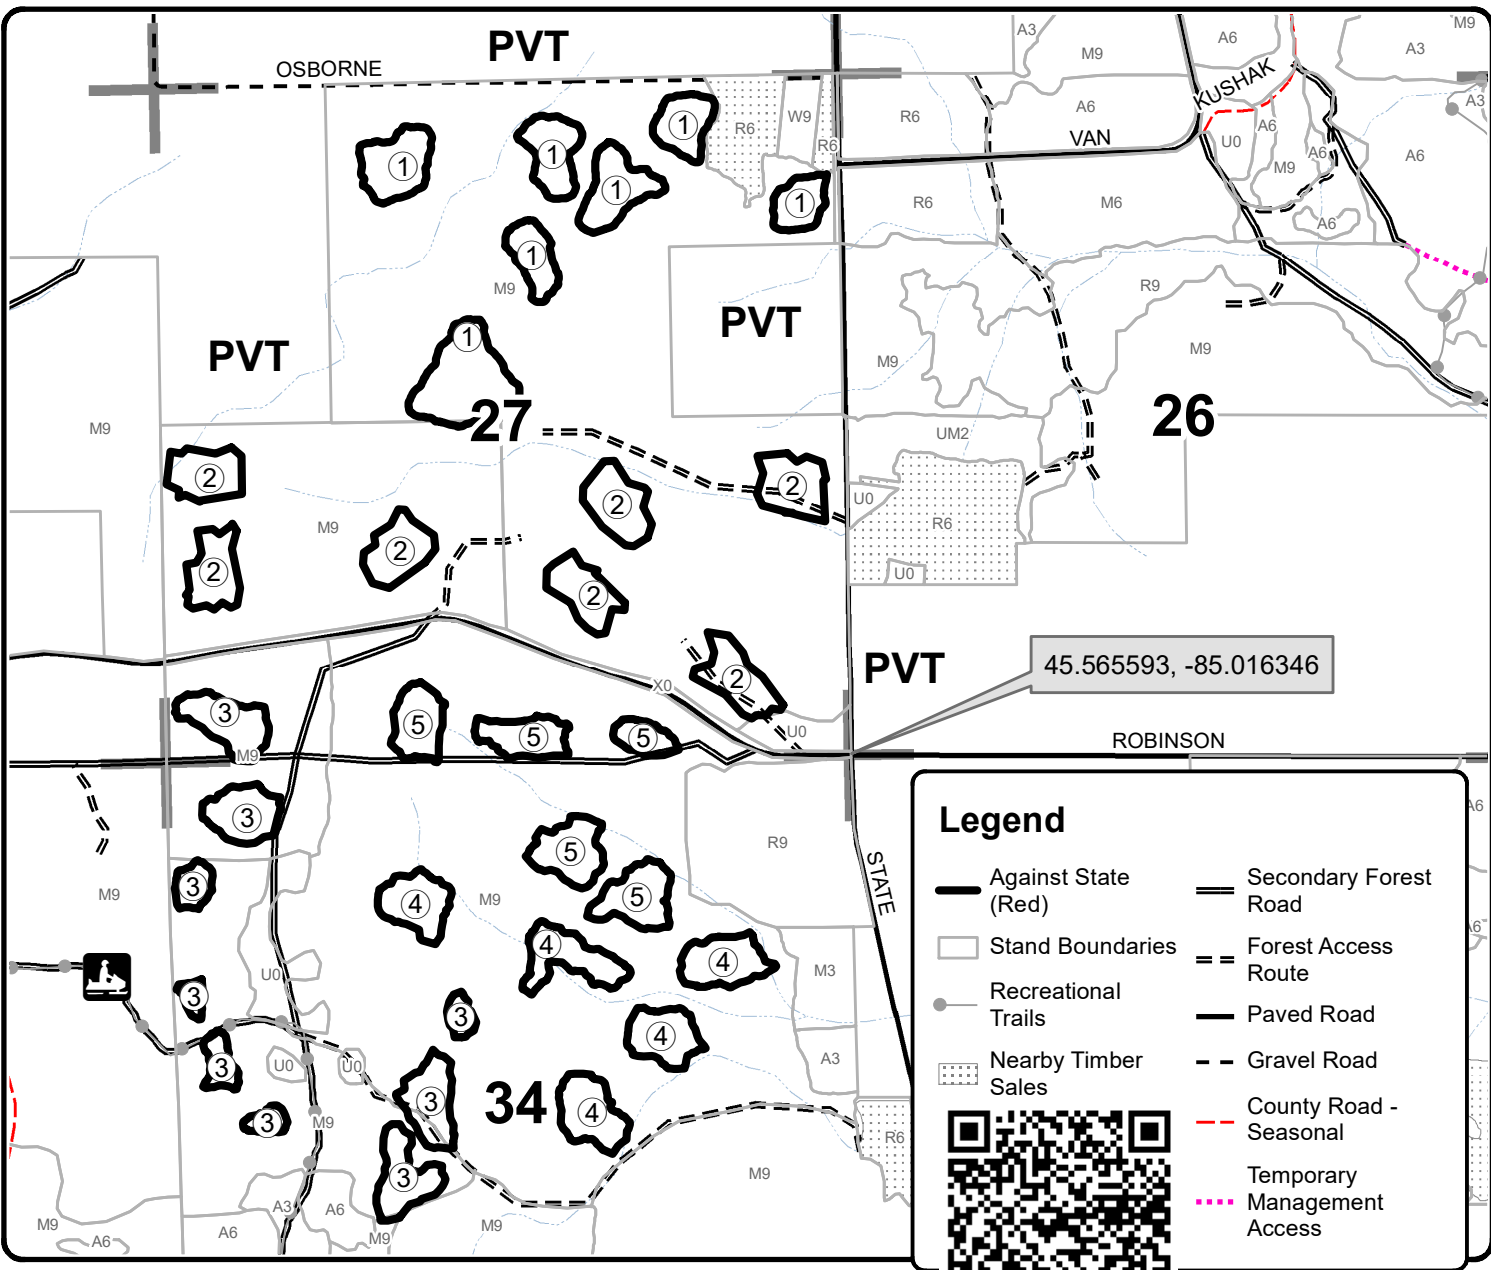 PVT
OSBORNE
A3
M9
A6
A3
M9
KUSHAK
A3
1
1
1
R6
W9
R6
R6
A6
VAN
U0
A6
M9
A6
A6
1
1
1
R6
M6
A6
1
M9
R9
PVT
PVT
1
M9
M9
27
26
M9
UM2
2
2
2
2
U0
M9
R6
2
2
2
U0
PVT
45.565593, -85.016346
2
X0
3
5
5
5
U0
ROBINSON
M9
3
5
R9
3
M9
4
M9
5
STATE
4
4
M3
U0
3
3
4
A3
3
U0
U0
3
34
4
3
M9
R6
3
M9
A3
A6
M9
A6
A6
M9
M9
A6
A6
Legend
Against State
(Red)
Stand Boundaries
Recreational
Trails
Nearby Timber
Sales
Secondary Forest
Road
Forest Access
Route
Paved Road
Gravel Road
County Road -
Seasonal
Temporary
Management
Access